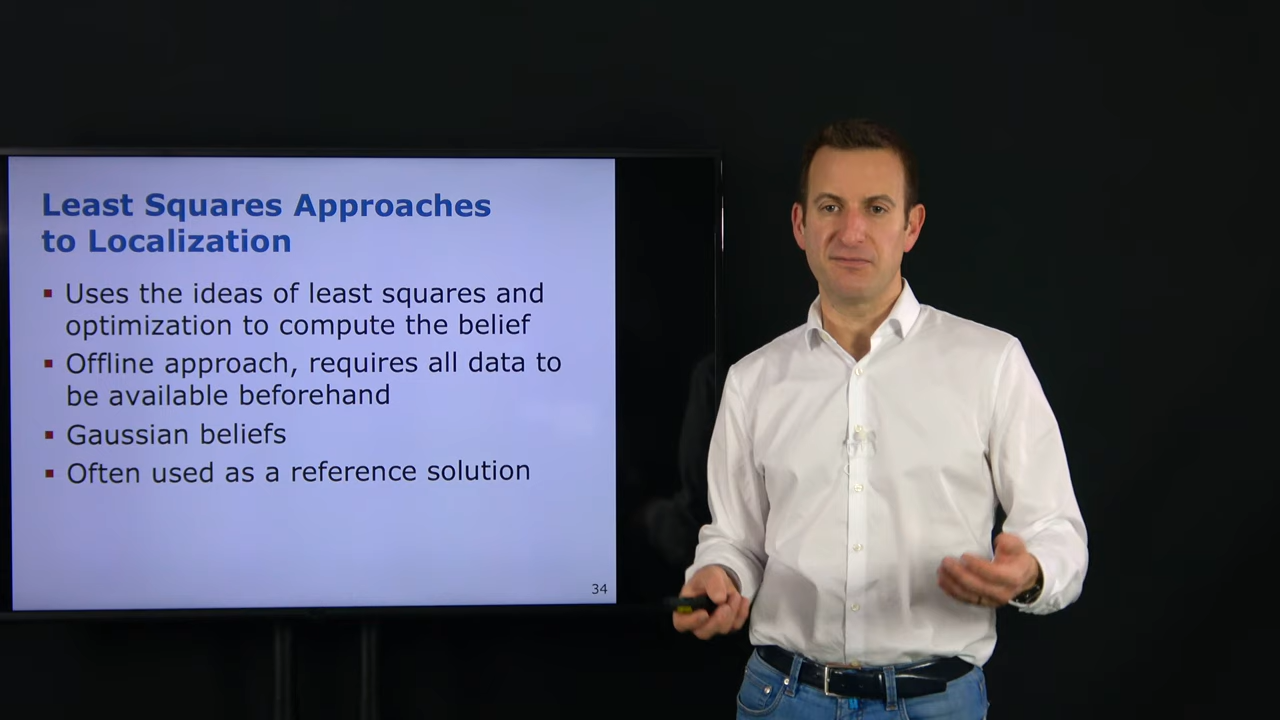 Least Squares Approaches
to Localization
▪ Uses the ideas of least squares and
optimization to compute the belief
▪ Offline approach, requires all data to
be available beforehand
▪ Gaussian beliefs
▪ Often used as a reference solution
34